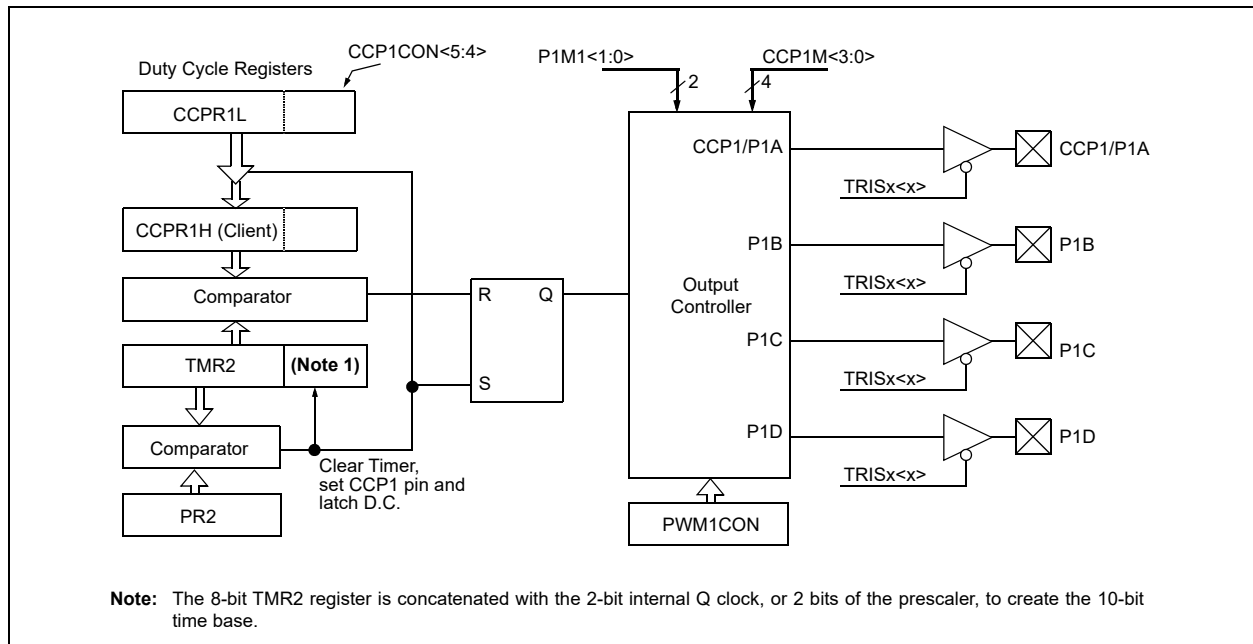 CCP1CON<5:4>
Duty Cycle Registers
CCPR1L
CCPR1H (Client)
Comparator
TMR2
(Note 1)
Comparator
PR2
Clear Timer,
set CCP1 pin and
latch D.C.
R
Q
S
P1M1<1:0>
2
CCP1M<3:0>
4
Output
Controller
CCP1/P1A
P1B
P1C
P1D
PWM1CON
TRISx<x>
CCP1/P1A
TRISx<x>
P1B
TRISx<x>
P1C
TRISx<x>
P1D
Note: The 8-bit TMR2 register is concatenated with the 2-bit internal Q clock, or 2 bits of the prescaler, to create the 10-bit
time base.